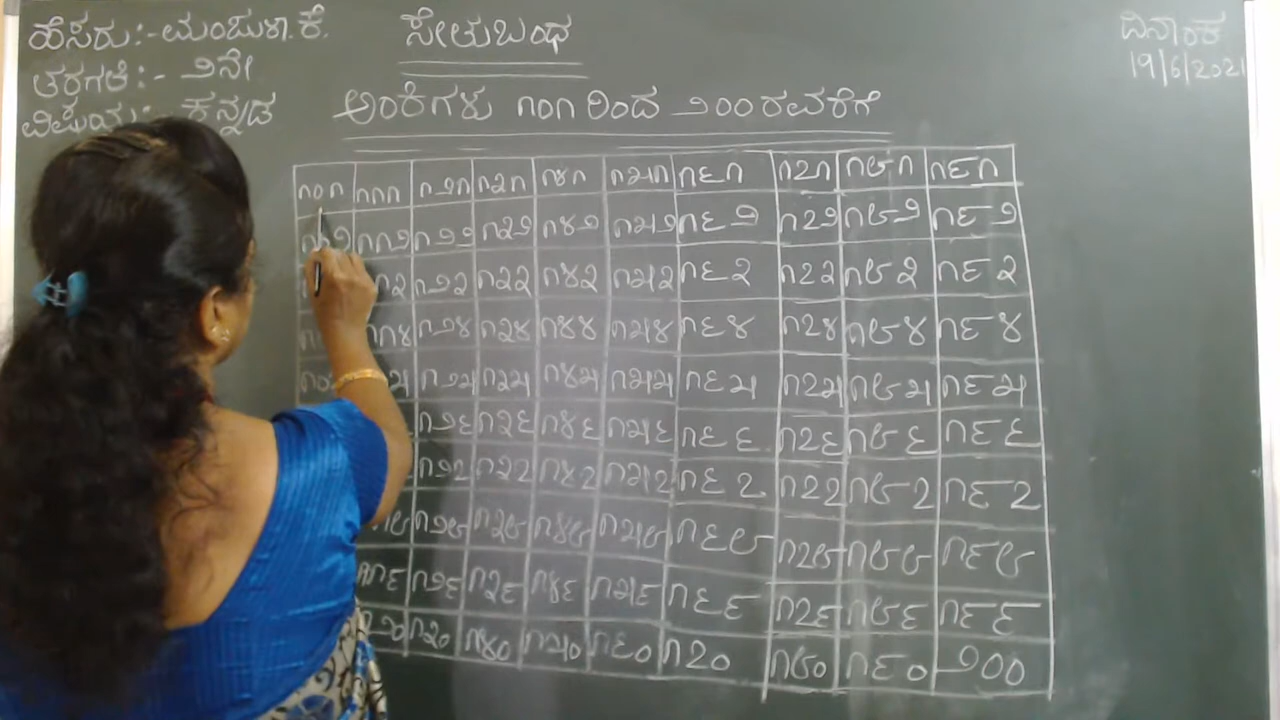 ಹೆಸರು:- ಮಂಜುಳಾ.ಕೆ. ಸೇತುಬಂಧ ದಿನಾಂಕ
ತರಗತಿ:- ೨ನೇ 19/6/2021
ವಿಷಯ:- ಕನ್ನಡ
ಅಂಕಿಗಳು ೧೦೧ ರಿಂದ ೨೦೦ರವರೆಗೆ
೧೦೧ ೧೧೧ ೧೨೧ ೧೩೧ ೧೪೧ ೧೫೧ ೧೬೧ ೧೭೧ ೧೮೧ ೧೯೧
೧೦೨ ೧೧೨ ೧೨೨ ೧೩೨ ೧೪೨ ೧೫೨ ೧೬೨ ೧೭೨ ೧೮೨ ೧೯೨
೧೨೩ ೧೩೩ ೧೪೩ ೧೫೩ ೧೬೩ ೧೭೩ ೧೮೩ ೧೯೩
೧೧೪ ೧೨೪ ೧೩೪ ೧೪೪ ೧೫೪ ೧೬೪ ೧೭೪ ೧೮೪ ೧೯೪
೧೨೫ ೧೩೫ ೧೪೫ ೧೫೫ ೧೬೫ ೧೭೫ ೧೮೫ ೧೯೫
೧೨೬ ೧೩೬ ೧೪೬ ೧೫೬ ೧೬೬ ೧೭೬ ೧೮೬ ೧೯೬
೧೨೭ ೧೩೭ ೧೪೭ ೧೫೭ ೧೬೭ ೧೭೭ ೧೮೭ ೧೯೭
೧೨೮ ೧೩೮ ೧೪೮ ೧೫೮ ೧೬೮ ೧೭೮ ೧೮೮ ೧೯೮
೧೧೯ ೧೨೯ ೧೩೯ ೧೪೯ ೧೫೯ ೧೬೯ ೧೭೯ ೧೮೯ ೧೯೯
೧೩೦ ೧೪೦ ೧೫೦ ೧೬೦ ೧೭೦ ೧೮೦ ೧೯೦ ೨೦೦